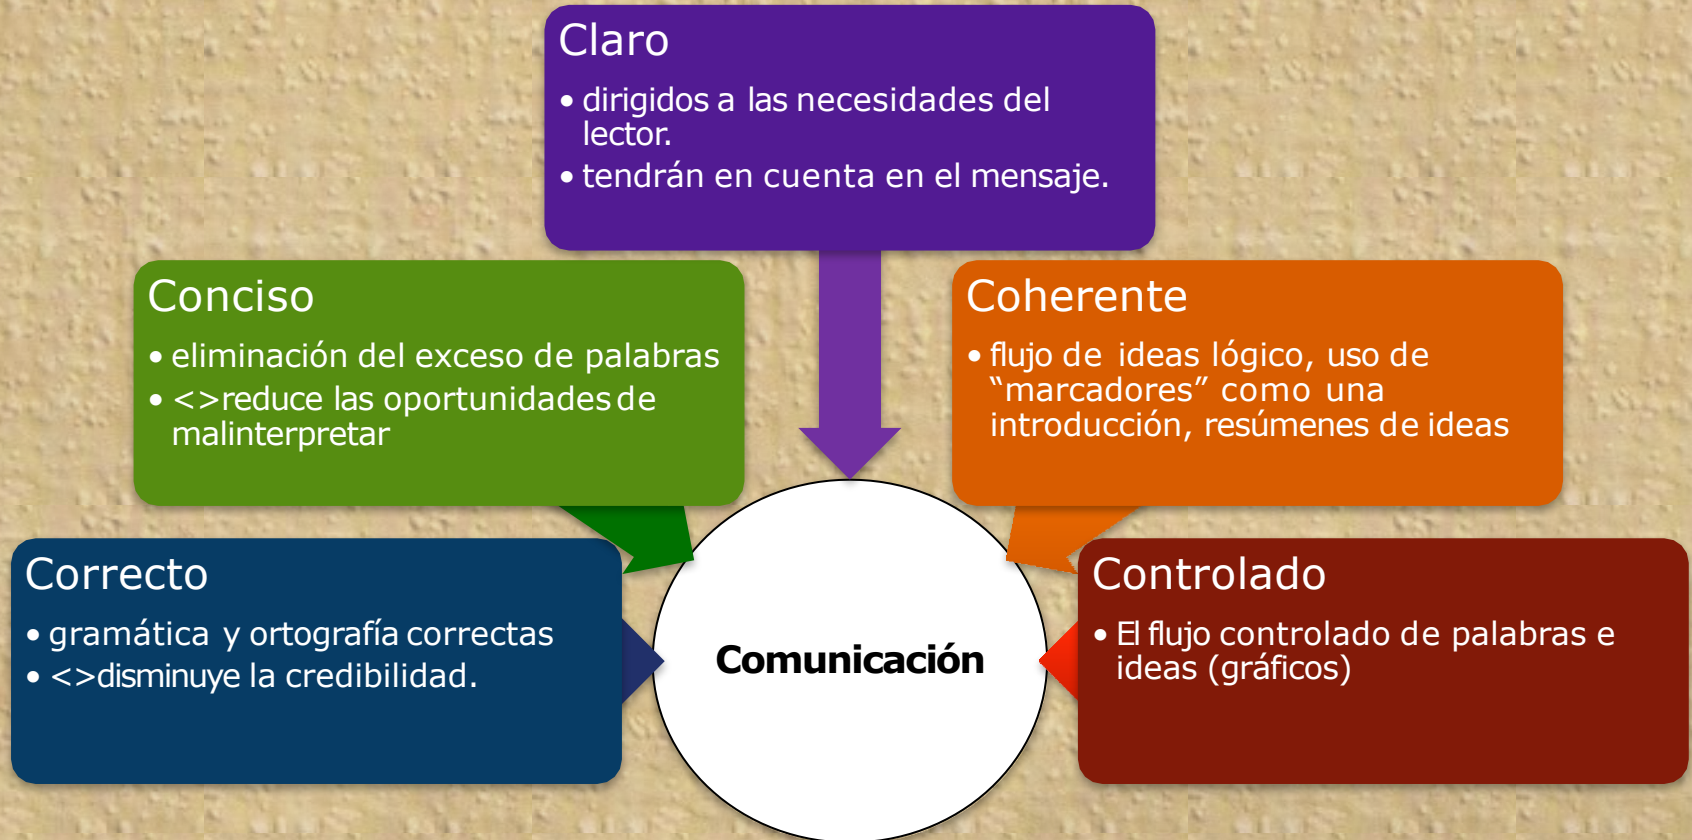 Claro
• dirigidos a las necesidades del
lector.
• tendrán en cuenta en el mensaje.
Conciso
• eliminación del exceso de palabras
• <>reduce las oportunidades de
malinterpretar
Coherente
• flujo de ideas lógico, uso de
“marcadores” como una
introducción, resúmenes de ideas
Correcto
• gramática y ortografía correctas
• <>disminuye la credibilidad.
Comunicación
Controlado
• El flujo controlado de palabras e
ideas (gráficos)